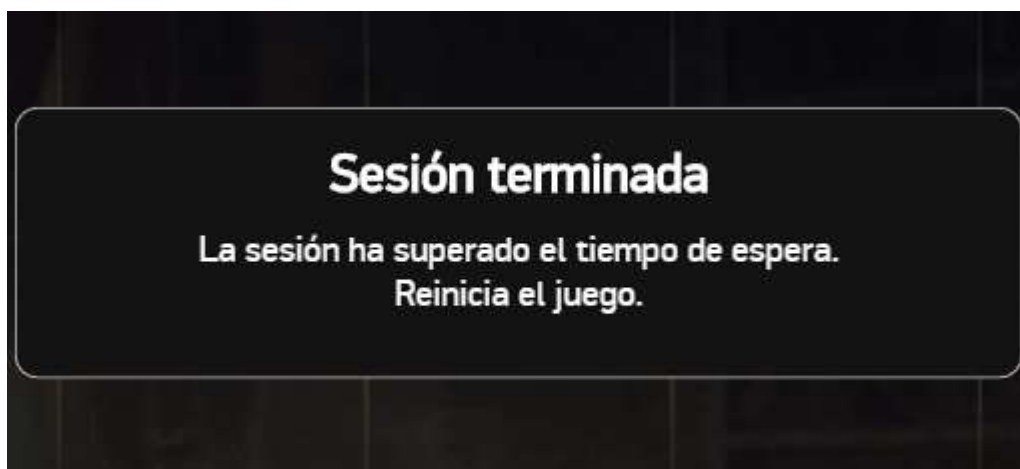 Sesión terminada
La sesión ha superado el tiempo de espera.
Reinicia el juego.